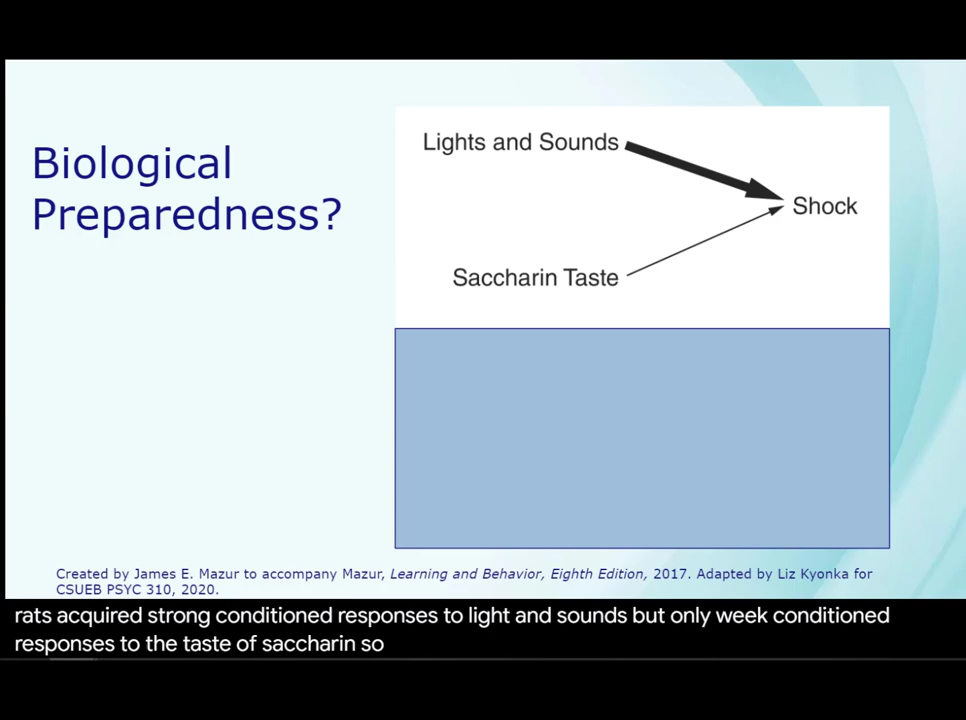 Biological
Preparedness?
Lights and Sounds
Shock
Saccharin Taste
Created by James E. Mazur to accompany Mazur, Learning and Behavior, Eighth Edition, 2017. Adapted by Liz Kyonka for
CSUEB PSYC 310, 2020.
rats acquired strong conditioned responses to light and sounds but only week conditioned
responses to the taste of saccharin so